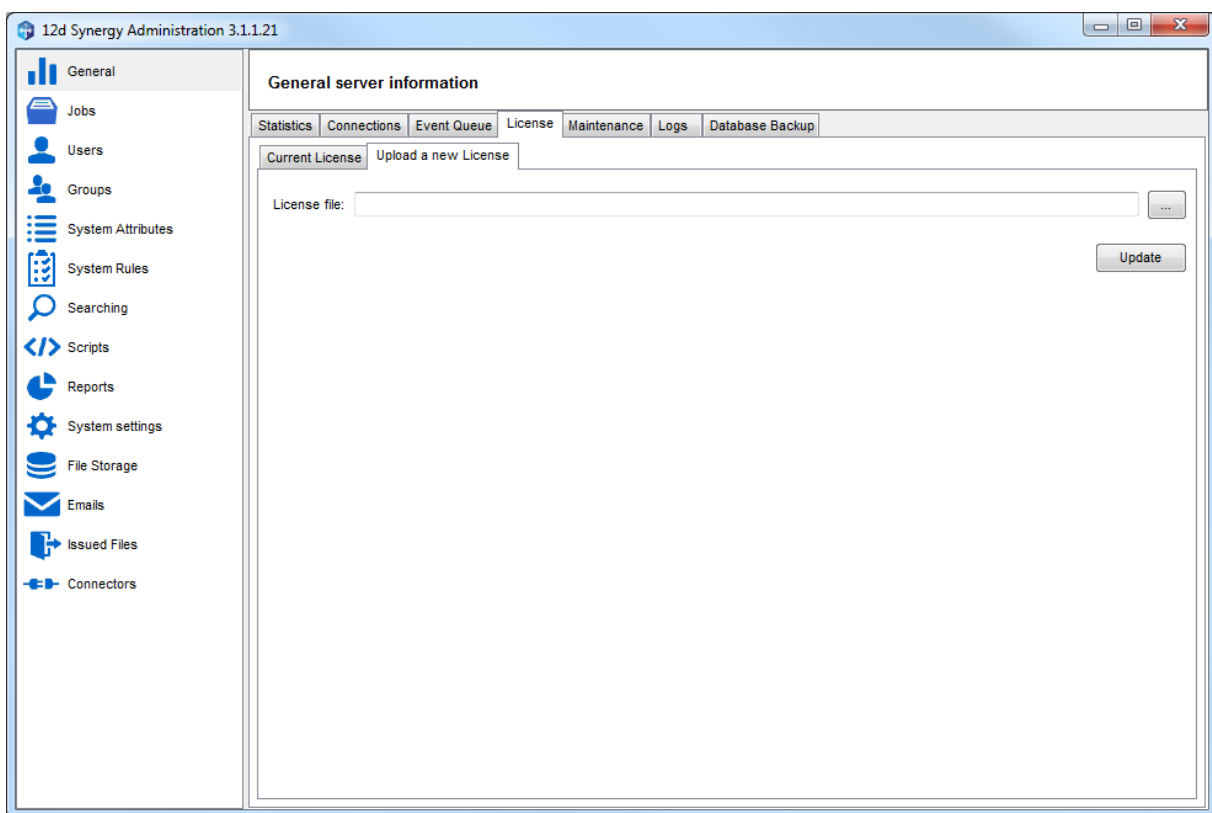 12d Synergy Administration 3.1.1.21
General
Jobs
Users
Groups
System Attributes
System Rules
Searching
Scripts
Reports
System settings
File Storage
Emails
Issued Files
Connectors
General server information
Statistics Connections Event Queue License Maintenance Logs Database Backup
Current License Upload a new License
License file: ...
Update